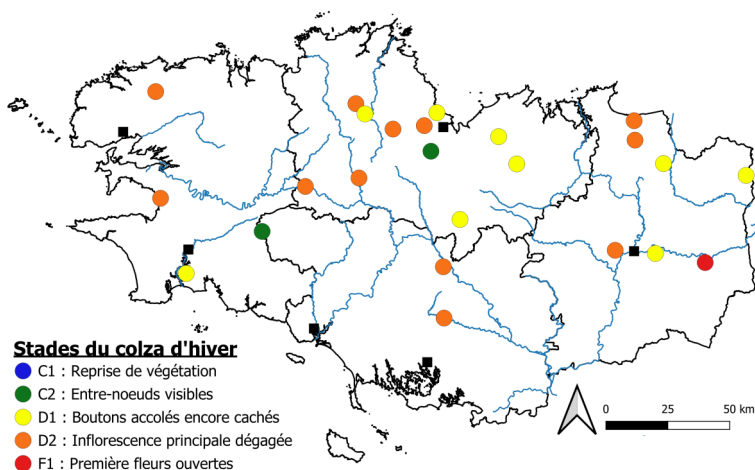 Stades du colza d'hiver
C1 : Reprise de végétation
C2 : Entre-noeuds visibles
D1 : Boutons accolés encore cachés
D2 : Inflorescence principale dégagée
F1 : Première fleurs ouvertes
0 25 50 km